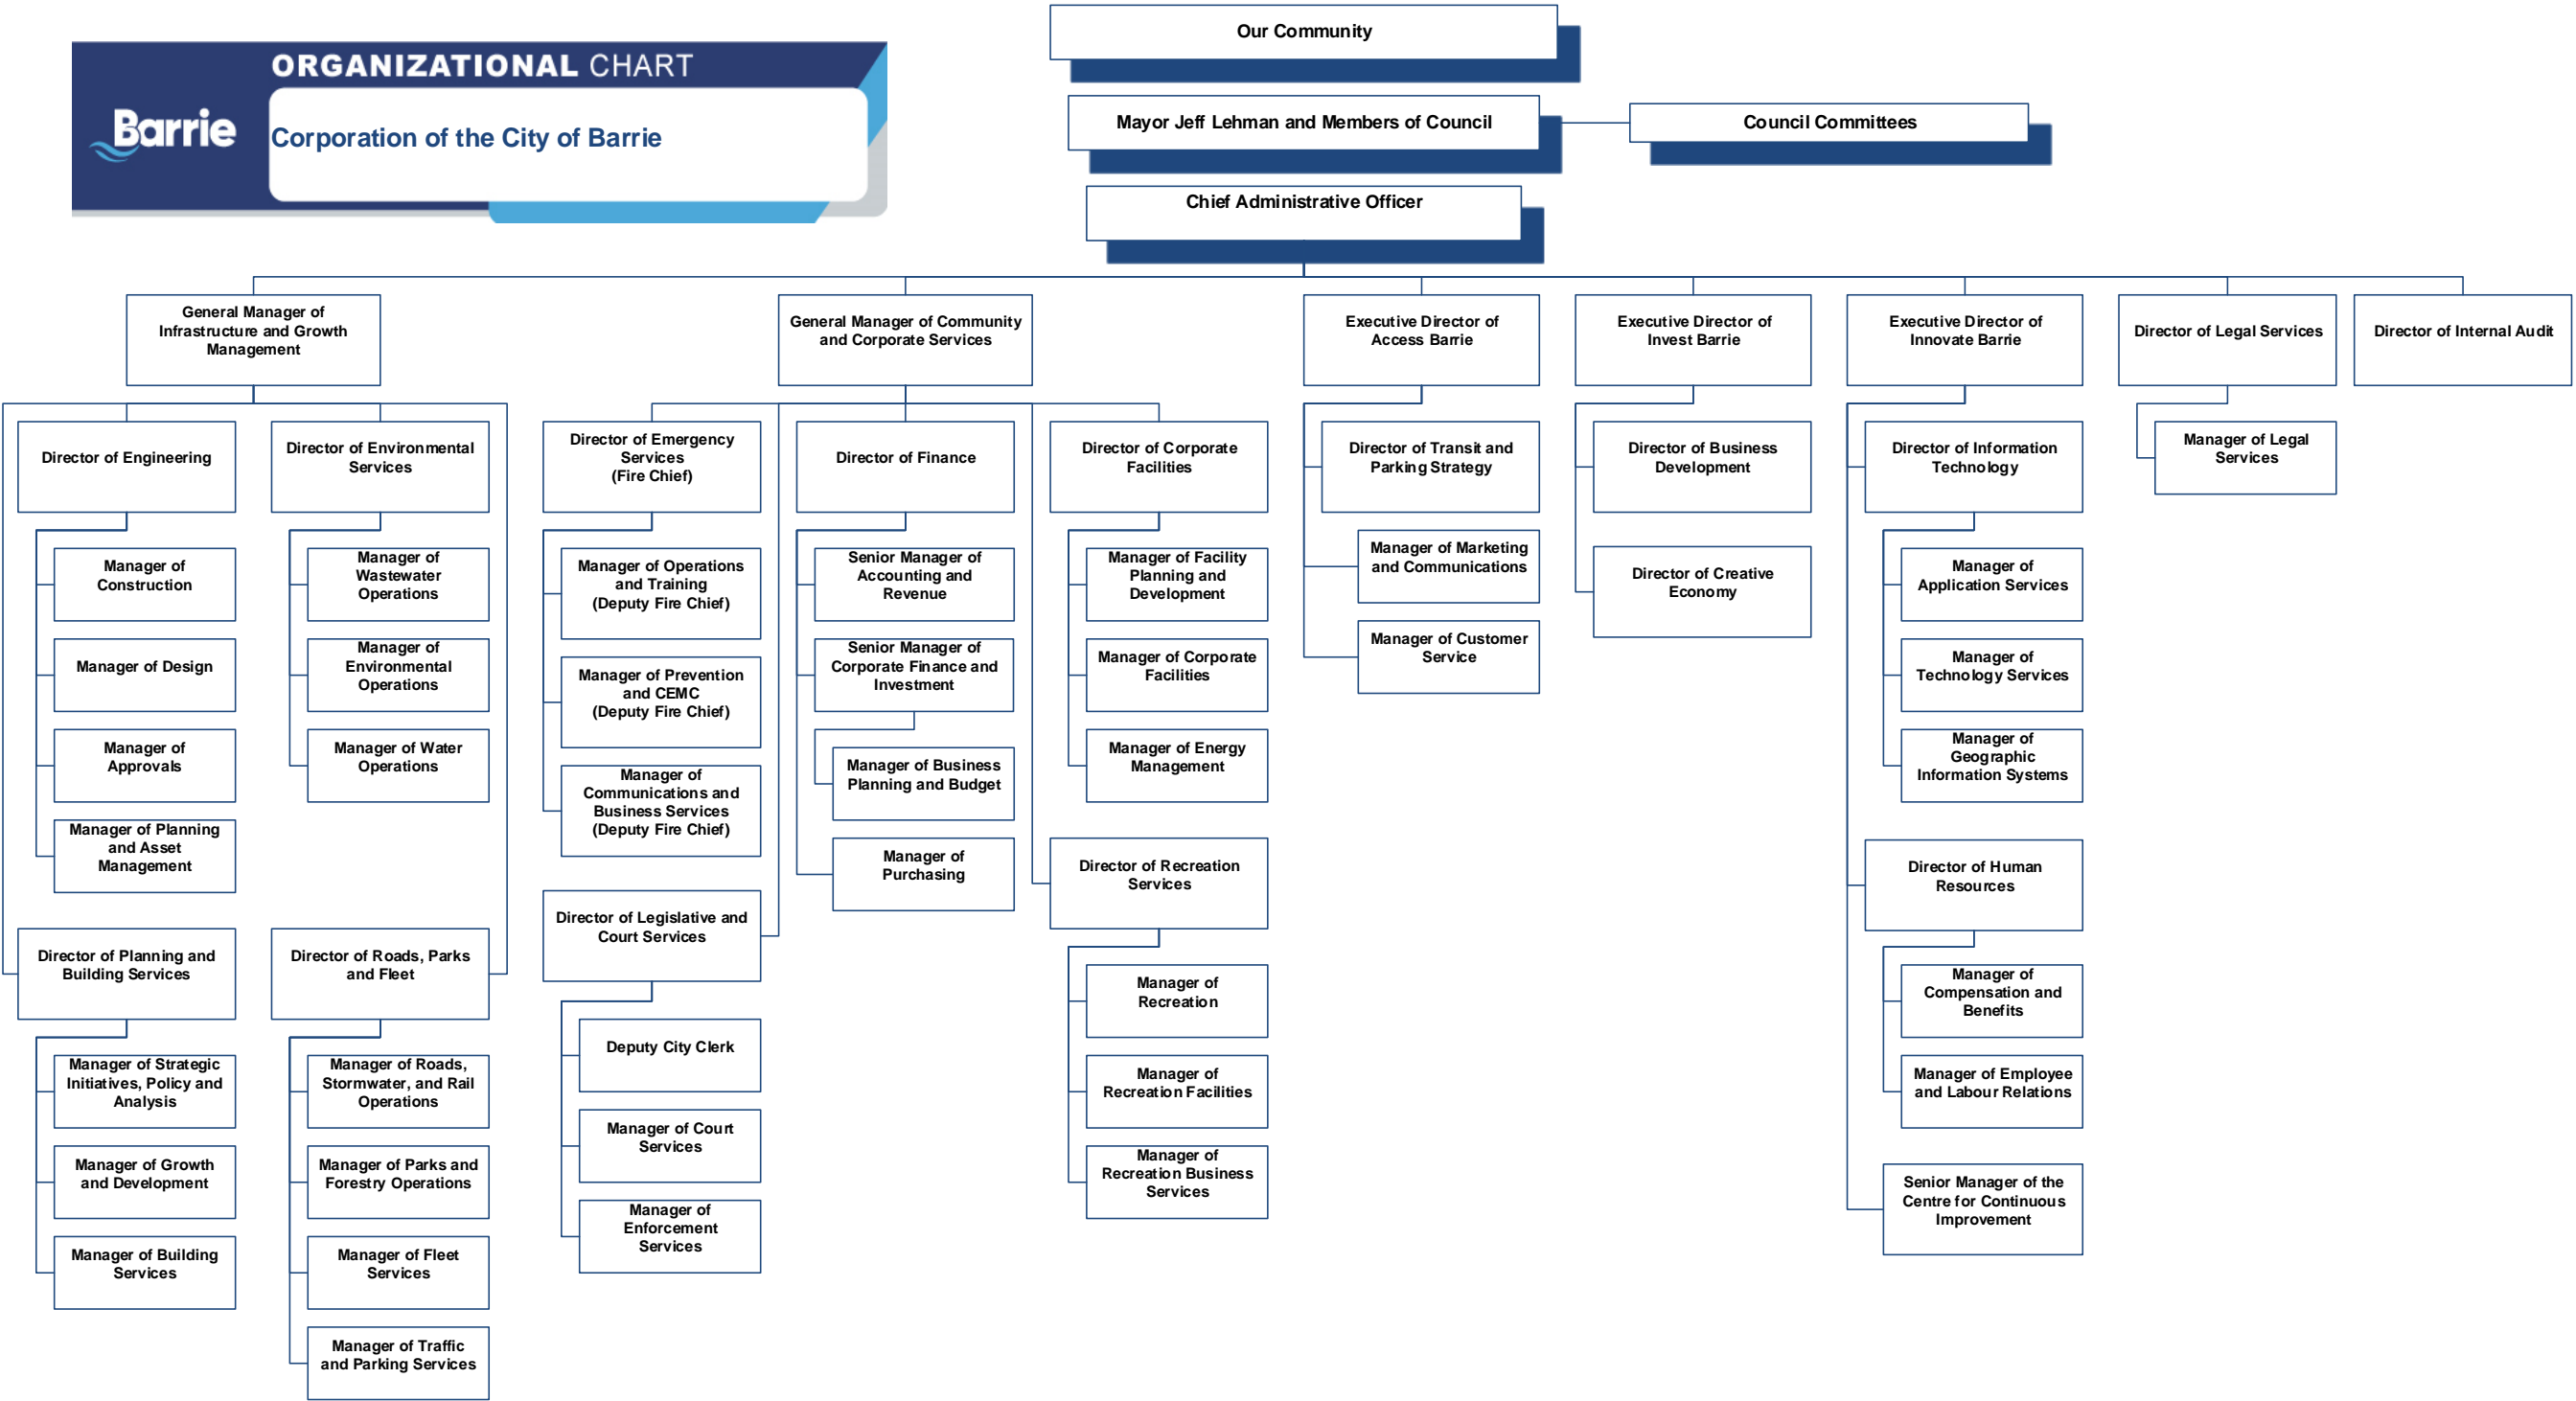 ORGANIZATIONAL CHART
Barrie
Corporation of the City of Barrie
Our Community
Mayor Jeff Lehman and Members of Council
Council Committees
Chief Administrative Officer
General Manager of
Infrastructure and Growth
Management
General Manager of Community
and Corporate Services
Executive Director of
Access Barrie
Executive Director of
Invest Barrie
Executive Director of
Innovate Barrie
Director of Legal Services
Director of Internal Audit
Director of Engineering
Manager of
Construction
Manager of Design
Manager of
Approvals
Manager of Planning
and Asset
Management
Director of Environmental
Services
Manager of
Wastewater
Operations
Manager of
Environmental
Operations
Manager of Water
Operations
Director of Planning and
Building Services
Manager of Strategic
Initiatives, Policy and
Analysis
Manager of Growth
and Development
Manager of Building
Services
Director of Roads, Parks
and Fleet
Manager of Roads,
Stormwater, and Rail
Operations
Manager of Parks and
Forestry Operations
Manager of Fleet
Services
Manager of Traffic
and Parking Services
Director of Emergency
Services
(Fire Chief)
Manager of Operations
and Training
(Deputy Fire Chief)
Manager of Prevention
and CEMC
(Deputy Fire Chief)
Manager of
Communications and
Business Services
(Deputy Fire Chief)
Director of Legislative and
Court Services
Deputy City Clerk
Manager of Court
Services
Manager of
Enforcement
Services
Director of Finance
Senior Manager of
Accounting and
Revenue
Senior Manager of
Corporate Finance and
Investment
Manager of Business
Planning and Budget
Manager of
Purchasing
Director of Corporate
Facilities
Manager of Facility
Planning and
Development
Manager of Corporate
Facilities
Manager of Energy
Management
Director of Recreation
Services
Manager of
Recreation
Manager of
Recreation Facilities
Manager of
Recreation Business
Services
Director of Transit and
Parking Strategy
Manager of Marketing
and Communications
Manager of Customer
Service
Director of Business
Development
Director of Creative
Economy
Director of Information
Technology
Manager of
Application Services
Manager of
Technology Services
Manager of
Geographic
Information Systems
Director of Human
Resources
Manager of
Compensation and
Benefits
Manager of Employee
and Labour Relations
Senior Manager of the
Centre for Continuous
Improvement
Manager of Legal
Services